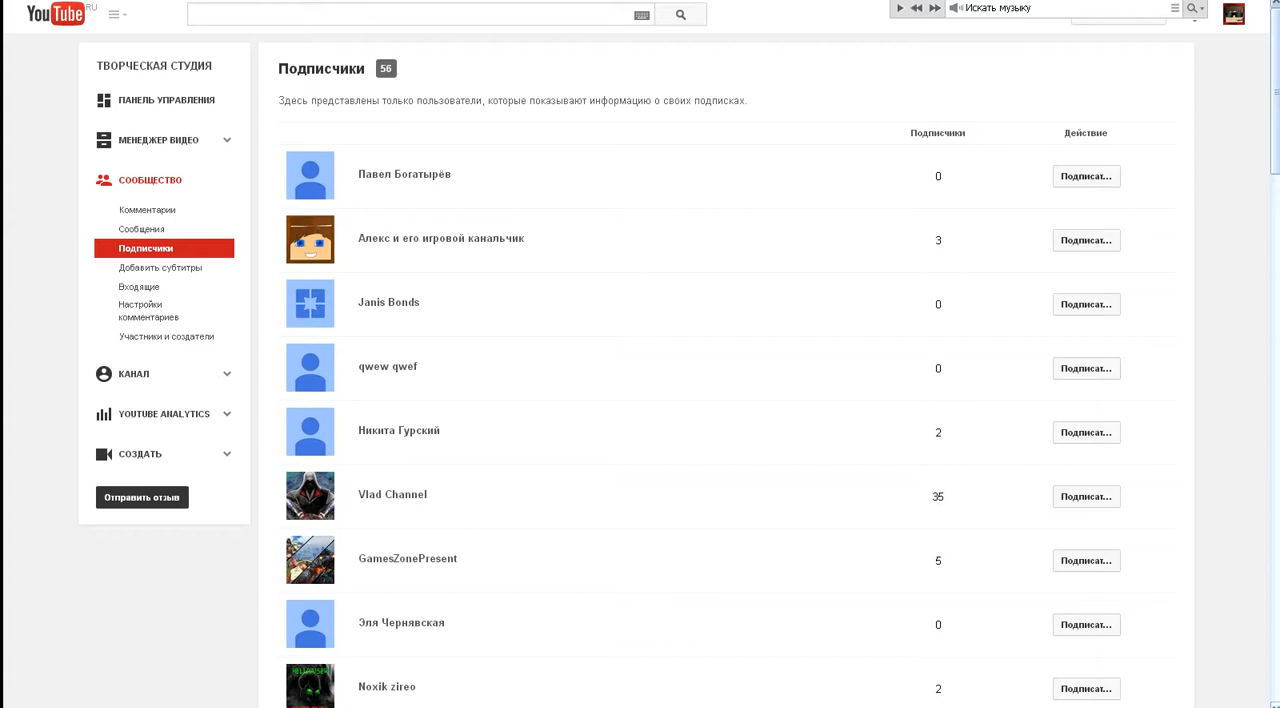 YouTube RU
Искать музыку
ТВОРЧЕСКАЯ СТУДИЯ
ПАНЕЛЬ УПРАВЛЕНИЯ
МЕНЕДЖЕР ВИДЕО
СООБЩЕСТВО
Комментарии
Сообщения
Подписчики
Добавить субтитры
Входящие
Настройки
комментариев
Участники и создатели
КАНАЛ
YOUTUBE ANALYTICS
СОЗДАТЬ
Отправить отзыв
Подписчики 56
Здесь представлены только пользователи, которые показывают информацию о своих подписках.
Подписчики Действие
Павел Богатырёв 0 Подписат...
Алекс и его игровой канальчик 3 Подписат...
Janis Bonds 0 Подписат...
qwew qwef 0 Подписат...
Никита Гурский 2 Подписат...
Vlad Channel 35 Подписат...
GamesZonePresent 5 Подписат...
Эля Чернявская 0 Подписат...
Noxik zireo 2 Подписат...